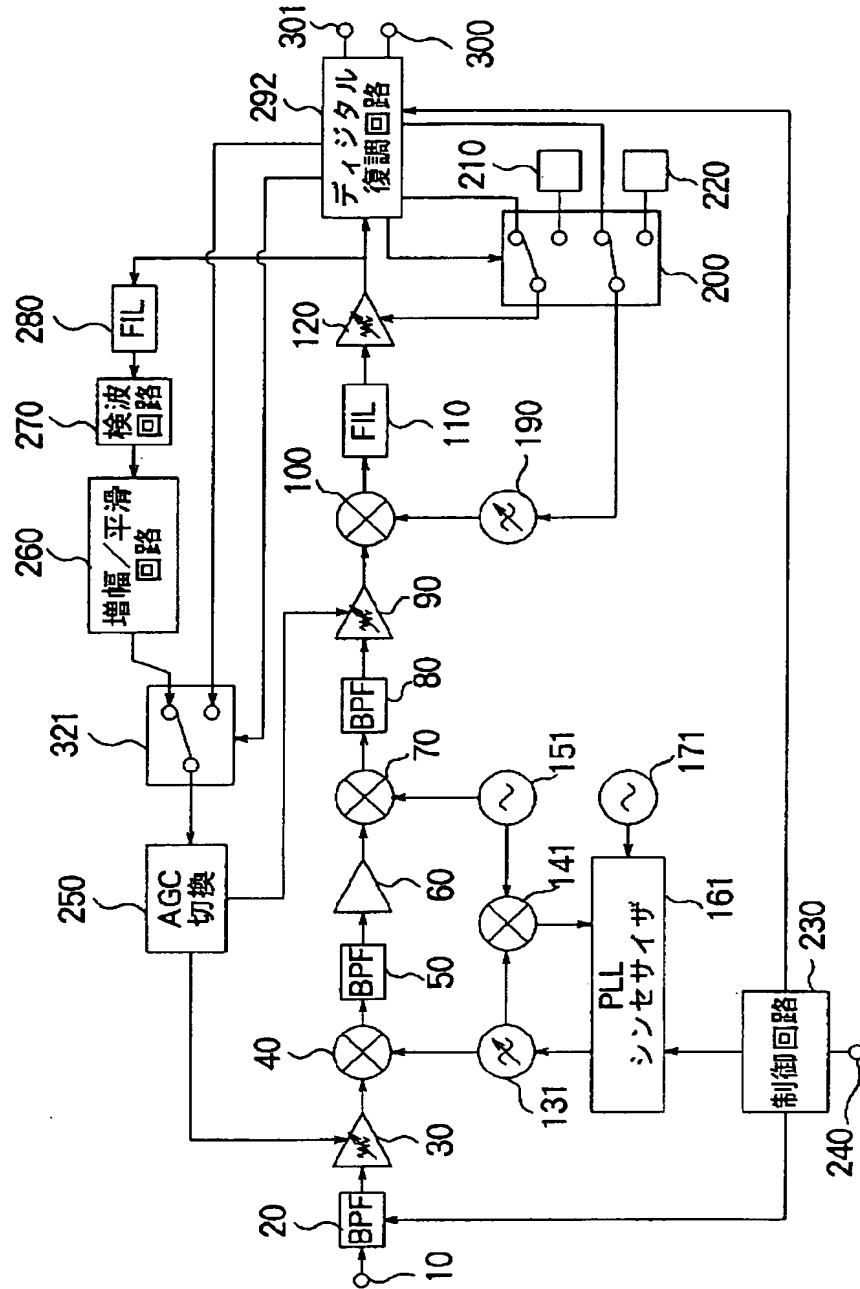 301
300
292
ディジタル
復調回路
210
220
200
280
FIL
270
検波
回路
260
増幅/平滑
回路
120
110
FIL
100
190
90
80
BPF
321
70
151
171
250
AGC
切換
60
141
161
50
BPF
PLL
シンセサイザ
230
制御回路
40
131
30
240
20
BPF
10